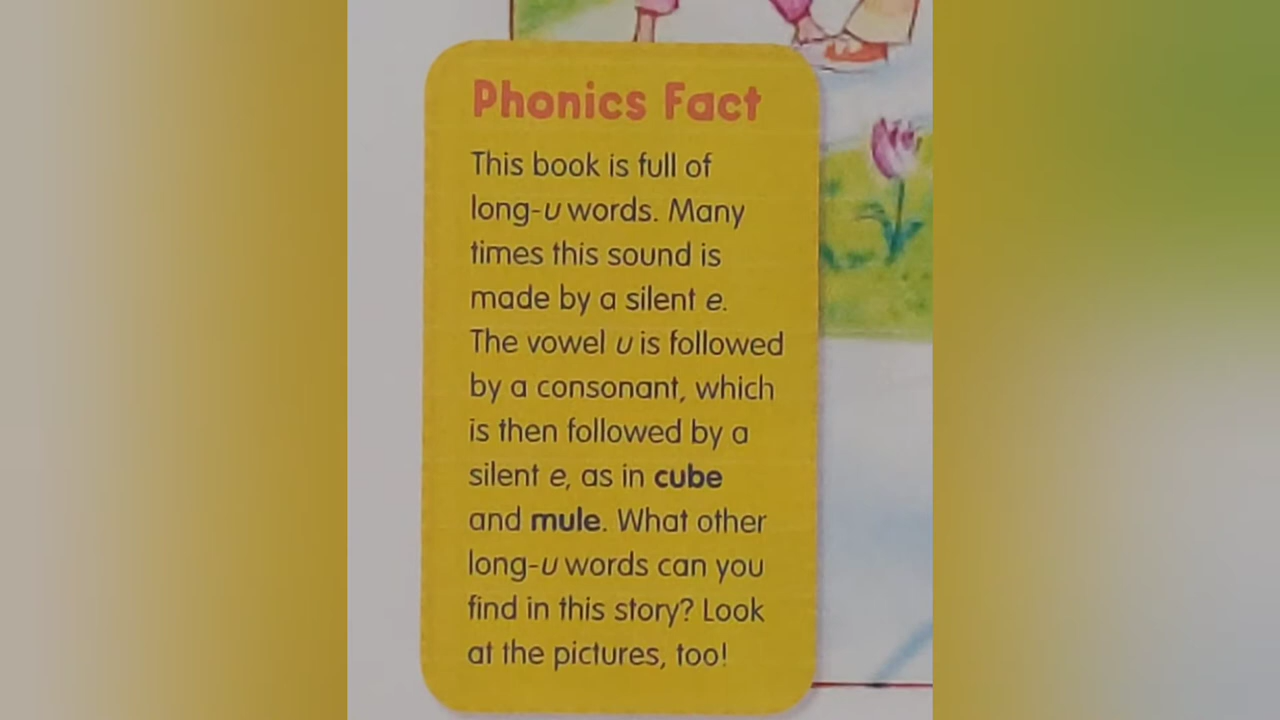 Phonics Fact
This book is full of
long-u words. Many
times this sound is
made by a silent e.
The vowel u is followed
by a consonant, which
is then followed by a
silent e, as in cube
and mule. What other
long-u words can you
find in this story? Look
at the pictures, too!